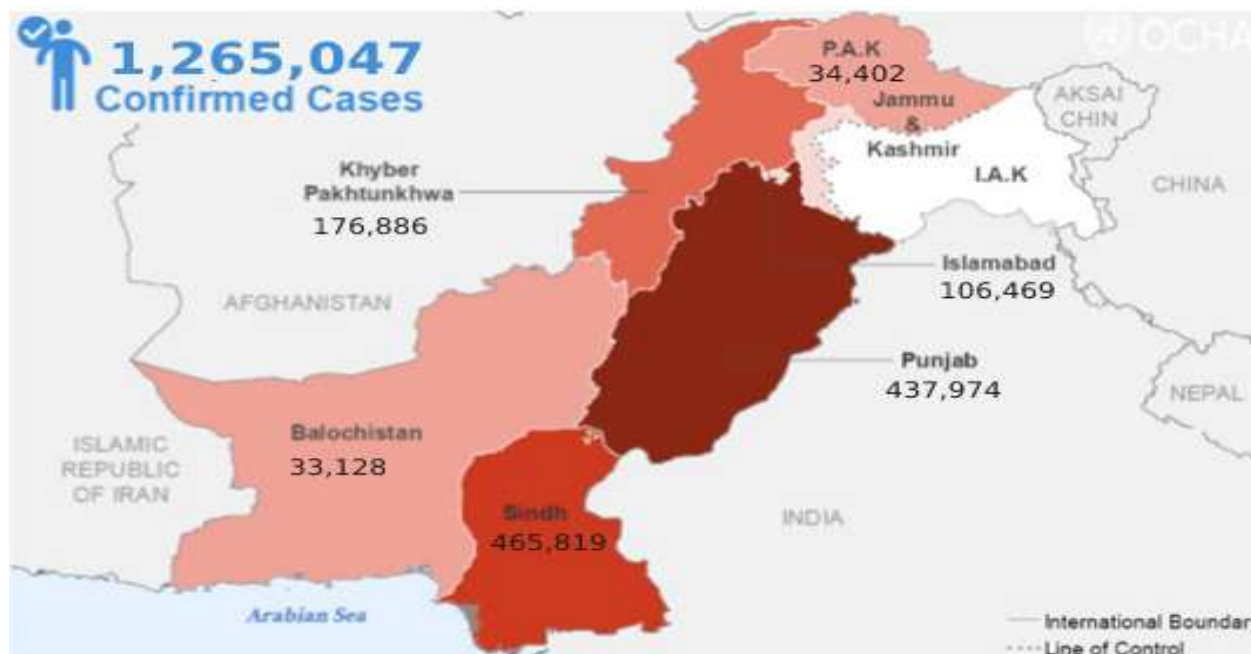 1,265,047
Confirmed Cases
OCHA
P.A.K
34,402
Jammu
&
Kashmir
I.A.K
AKSAI
CHIN
CHINA
Khyber
Pakhtunkhwa
176,886
AFGHANISTAN
Islamabad
106,469
Punjab
437,974
NEPAL
Balochistan
33,128
ISLAMIC
REPUBLIC
OF IRAN
Sindh
465,819
INDIA
Arabian Sea
International Boundar
Line of Control